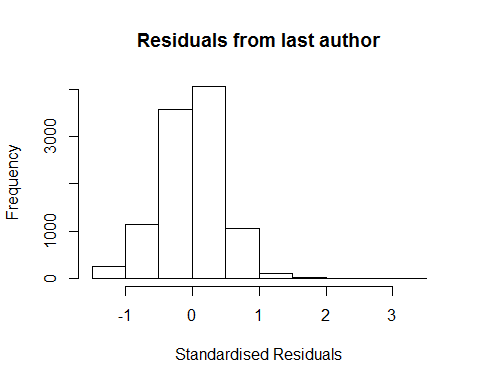 Residuals from last author
Frequency
3000
1000
0
-1 0 1 2 3
Standardised Residuals